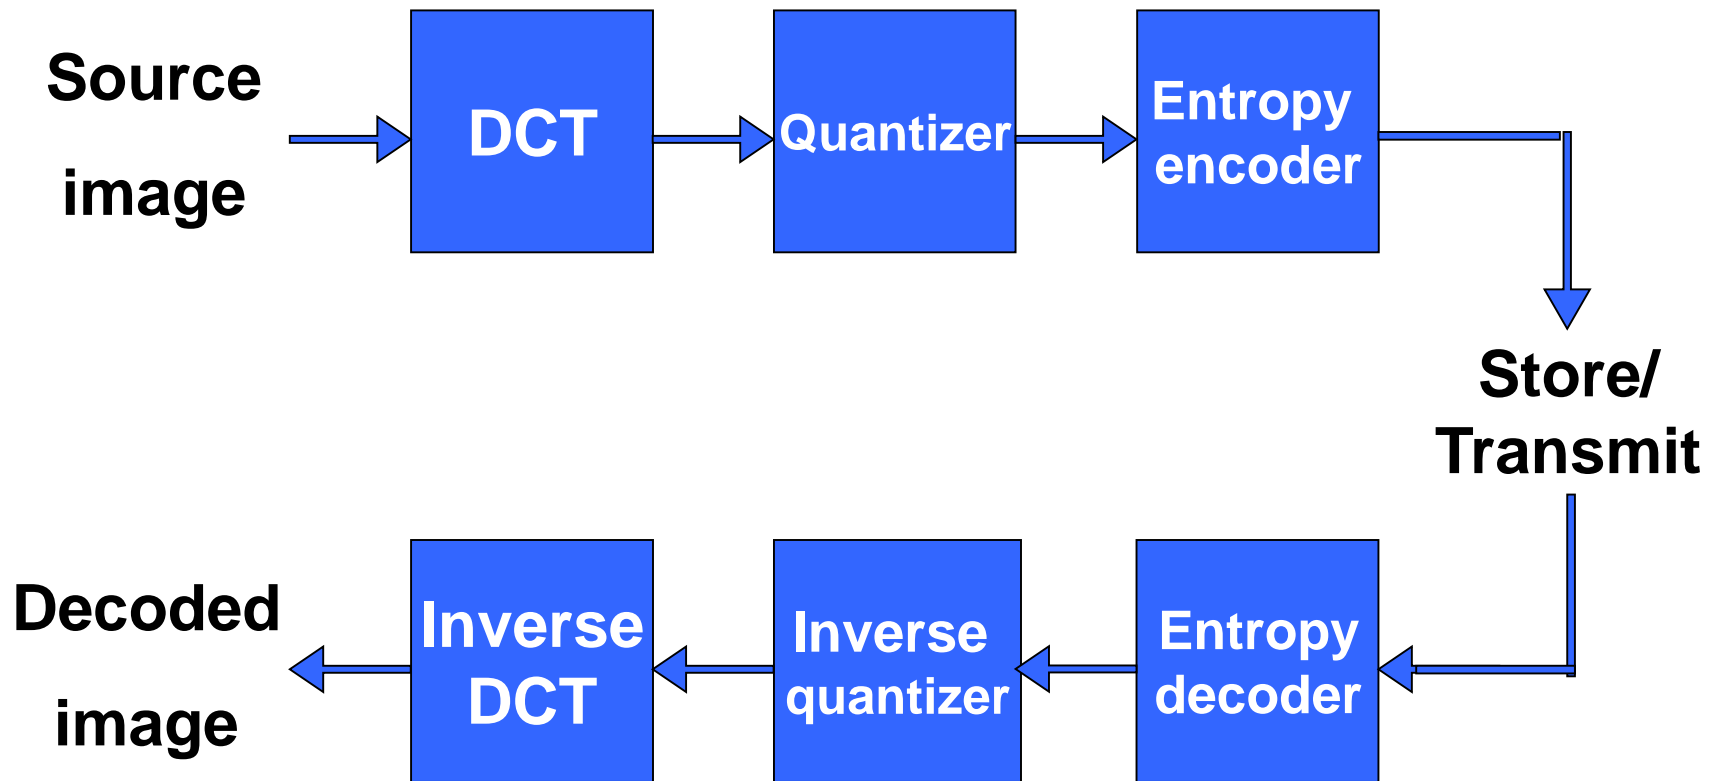 Source
image
DCT
Quantizer
Entropy
encoder
Store/
Transmit
Decoded
image
Inverse
DCT
Inverse
quantizer
Entropy
decoder